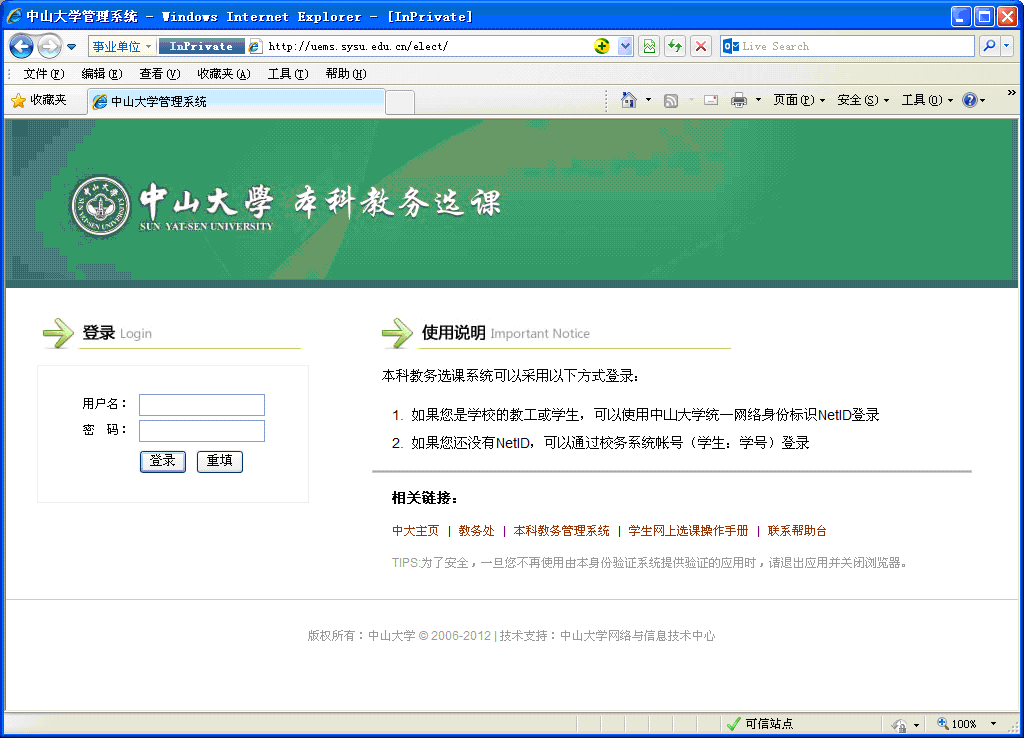 中山大学管理系统 - Windows Internet Explorer - [InPrivate]
事业单位 InPrivate http://uems.sysu.edu.cn/elect/ Live Search
文件(F) 编辑(E) 查看(V) 收藏夹(A) 工具(T) 帮助(H)
收藏夹 中山大学管理系统 页面(P) 安全(S) 工具(O) »
中山大學 本科教务选课
SUN YAT-SEN UNIVERSITY
登录 Login
使用说明 Important Notice
本科教务选课系统可以采用以下方式登录：
用户名：
密 码：
登录 重填
1. 如果您是学校的教工或学生，可以使用中山大学统一网络身份标识NetID登录
2. 如果您还没有NetID，可以通过校务系统帐号（学生：学号）登录
相关链接：
中大主页 | 教务处 | 本科教务管理系统 | 学生网上选课操作手册 | 联系帮助台
TIPS:为了安全，一旦您不再使用由本身份验证系统提供验证的应用时，请退出应用并关闭浏览器。
版权所有：中山大学 © 2006-2012 | 技术支持：中山大学网络与信息技术中心
可信站点 100%